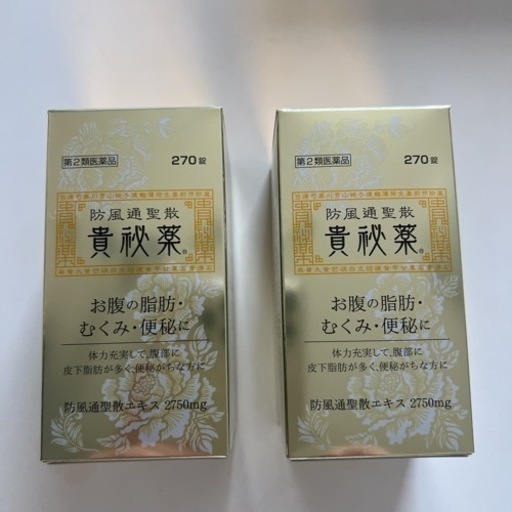 第2類医薬品 270錠
防風通聖散
貴祕薬®
お腹の脂肪・
むくみ・便秘に
体力充実して、腹部に
皮下脂肪が多く、便秘がちな方に
防風通聖散エキス 2750mg
第2類医薬品 270錠
防風通聖散
貴祕薬®
お腹の脂肪・
むくみ・便秘に
体力充実して、腹部に
皮下脂肪が多く、便秘がちな方に
防風通聖散エキス 2750mg